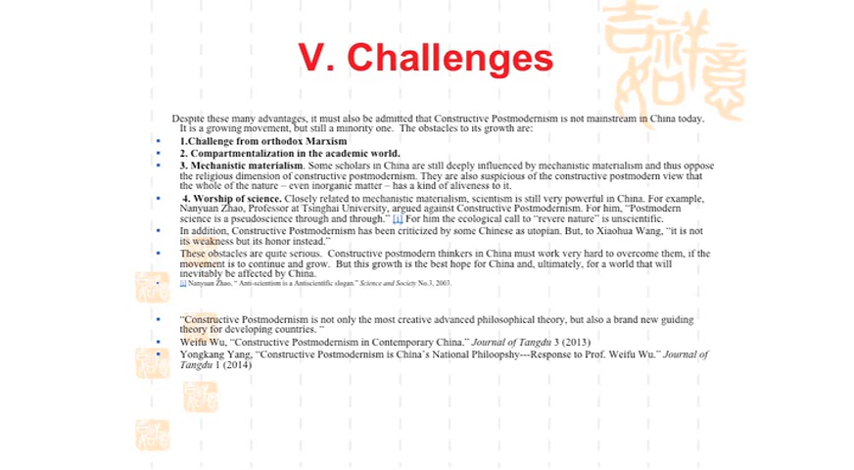 吉祥如意
V. Challenges
Despite these many advantages, it must also be admitted that Constructive Postmodernism is not mainstream in China today.
It is a growing movement, but still a minority one. The obstacles to its growth are:
1.Challenge from orthodox Marxism
2. Compartmentalization in the academic world.
3. Mechanistic materialism. Some scholars in China are still deeply influenced by mechanistic materialism and thus oppose
the religious dimension of constructive postmodernism. They are also suspicious of the constructive postmodern view that
the whole of the nature – even inorganic matter – has a kind of aliveness to it.
4. Worship of science. Closely related to mechanistic materialism, scientism is still very powerful in China. For example,
Nanyuan Zhao, Professor at Tsinghai University, argued against Constructive Postmodernism. For him, “Postmodern
science is a pseudoscience through and through.” [i] For him the ecological call to “revere nature” is unscientific.
In addition, Constructive Postmodernism has been criticized by some Chinese as utopian. But, to Xiaohua Wang, “it is not
its weakness but its honor instead.”
These obstacles are quite serious. Constructive postmodern thinkers in China must work very hard to overcome them, if the
movement is to continue and grow. But this growth is the best hope for China and, ultimately, for a world that will
inevitably be affected by China.
[i] Nanyuan Zhao, “ Anti-scientism is a Antiscientific slogan.” Science and Society No.3, 2003.
“Constructive Postmodernism is not only the most creative advanced philosophical theory, but also a brand new guiding
theory for developing countries. “
Weifu Wu, “Constructive Postmodernism in Contemporary China.” Journal of Tangdu 3 (2013)
Yongkang Yang, “Constructive Postmodernism is China’s National Philoopshy---Response to Prof. Weifu Wu.” Journal of
Tangdu 1 (2014)